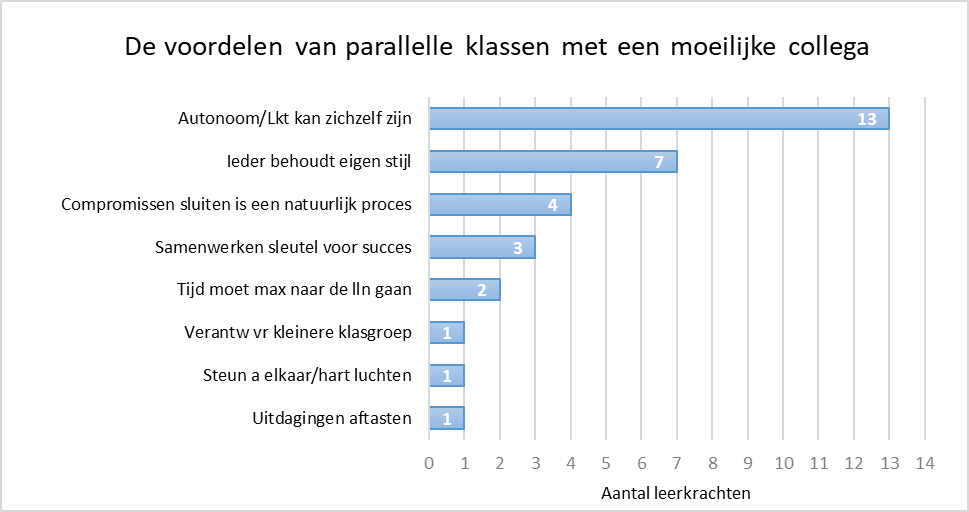 De voordelen van parallelle klassen met een moeilijke collega
Autonoom/Lkt kan zichzelf zijn
13
Ieder behoudt eigen stijl
7
Compromissen sluiten is een natuurlijk proces
4
Samenwerken sleutel voor succes
3
Tijd moet max naar de lln gaan
2
Verantw vr kleinere klasgroep
1
Steun a elkaar/hart luchten
1
Uitdagingen aftasten
1
0 1 2 3 4 5 6 7 8 9 10 11 12 13 14
Aantal leerkrachten